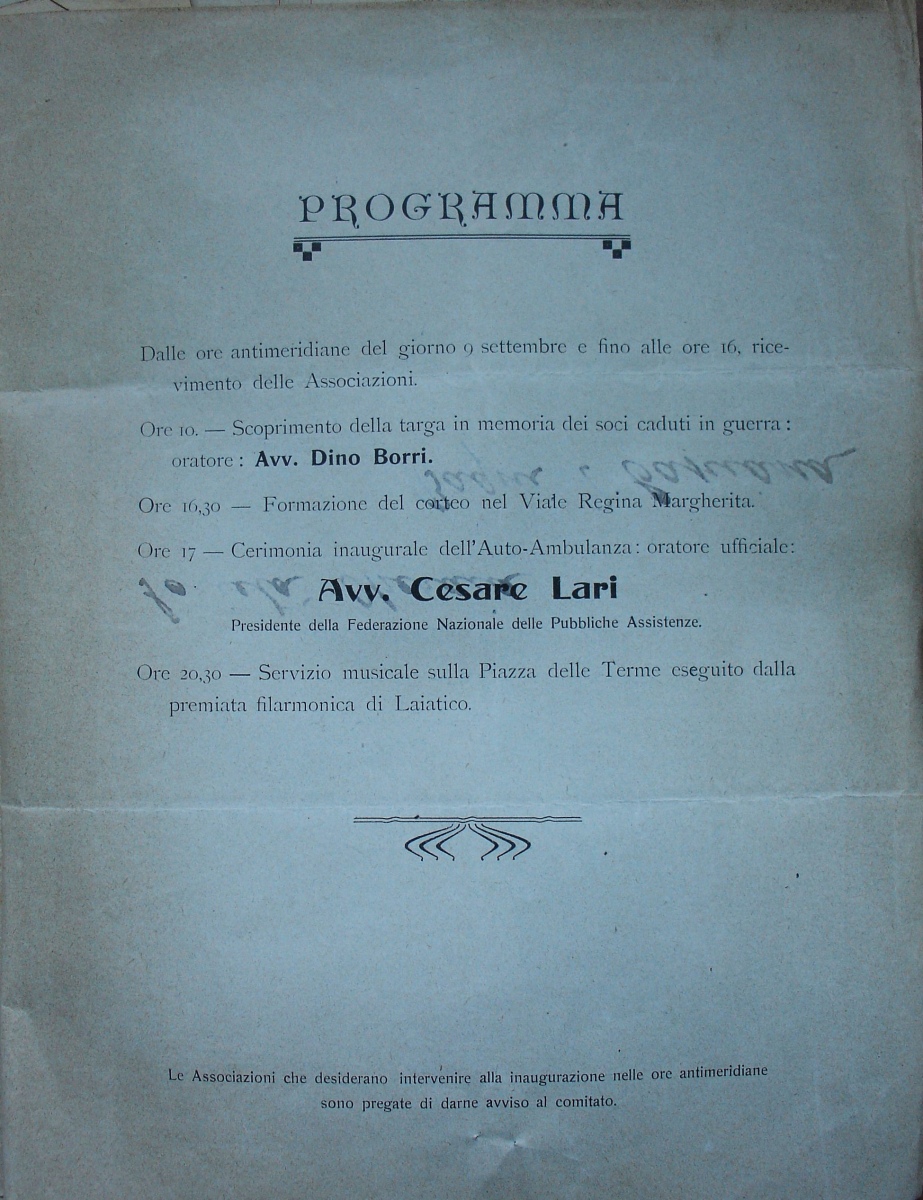 PROGRAMMA
Dalle ore antimeridiane del giorno 9 settembre e fino alle ore 16, rice-
vimento delle Associazioni.
Ore 10. — Scoprimento della targa in memoria dei soci caduti in guerra :
oratore : Avv. Dino Borri.
Ore 16,30 — Formazione del corteo nel Viale Regina Margherita.
Ore 17 — Cerimonia inaugurale dell'Auto-Ambulanza : oratore ufficiale :
Avv. Cesare Lari
Presidente della Federazione Nazionale delle Pubbliche Assistenze.
Ore 20,30 — Servizio musicale sulla Piazza delle Terme eseguito dalla
premiata filarmonica di Laiatico.
Le Associazioni che desiderano intervenire alla inaugurazione nelle ore antimeridiane
sono pregate di darne avviso al comitato.